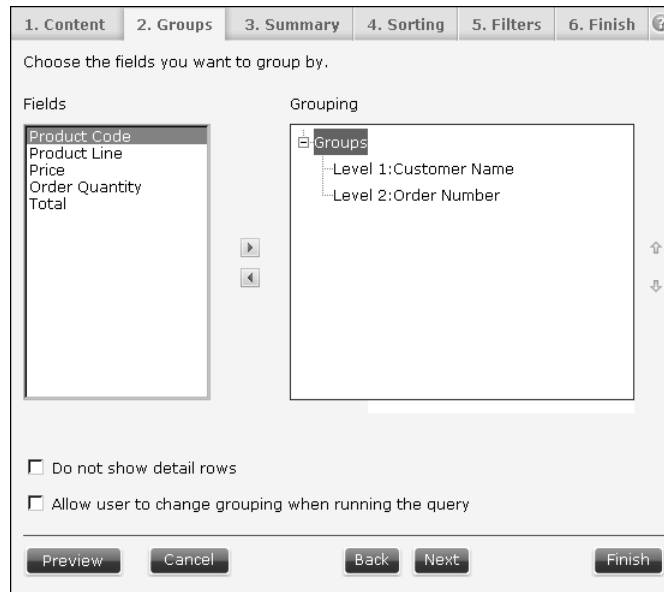 1. Content 2. Groups 3. Summary 4. Sorting 5. Filters 6. Finish ?
Choose the fields you want to group by.
Fields
Grouping
Product Code
Product Line
Price
Order Quantity
Total
Groups
Level 1:Customer Name
Level 2:Order Number
Do not show detail rows
Allow user to change grouping when running the query
Preview Cancel Back Next Finish